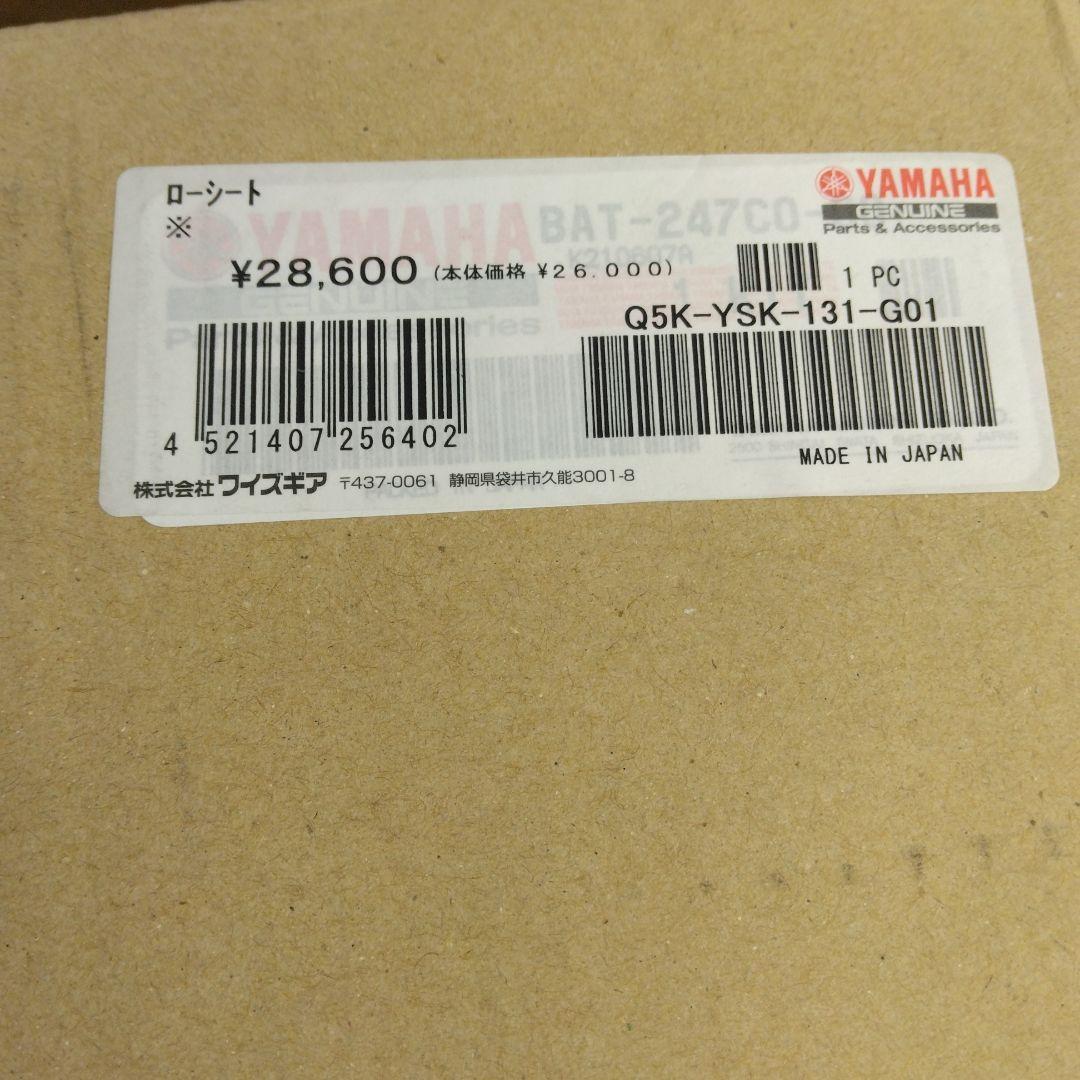 ローシート
※
YAMAHA
GENUINE
Parts & Accessories
YAMAHA
BAT-247C0-
¥28,600 (本体価格 ¥26.000)
1 PC
Q5K-YSK-131-G01
4 521407 256402
MADE IN JAPAN
株式会社 ワイズギア 〒437-0061 静岡県袋井市久能3001-8